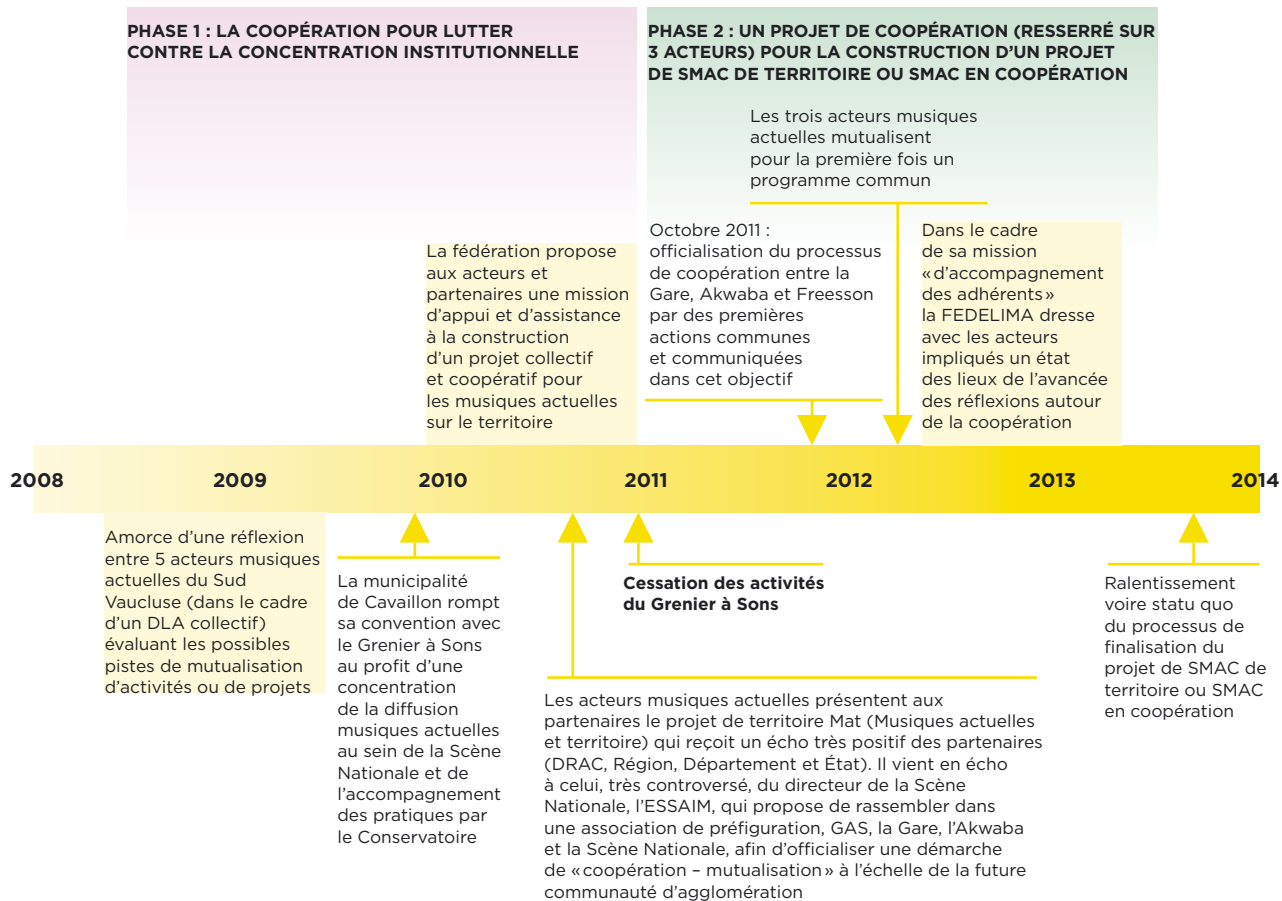 PHASE 1 : LA COOPÉRATION POUR LUTTER
CONTRE LA CONCENTRATION INSTITUTIONNELLE
PHASE 2 : UN PROJET DE COOPÉRATION (RESSERRÉ SUR
3 ACTEURS) POUR LA CONSTRUCTION D’UN PROJET
DE SMAC DE TERRITOIRE OU SMAC EN COOPÉRATION
Les trois acteurs musiques
actuelles mutualisent
pour la première fois un
programme commun
La fédération propose
aux acteurs et
partenaires une mission
d’appui et d’assistance
à la construction
d’un projet collectif
et coopératif pour
les musiques actuelles
sur le territoire
Octobre 2011 :
officialisation du processus
de coopération entre la
Gare, Akwaba et Freesson
par des premières
actions communes
et communiquées
dans cet objectif
Dans le cadre
de sa mission
«d’accompagnement
des adhérents»
la FEDELIMA dresse
avec les acteurs
impliqués un état
des lieux de l’avancée
des réflexions autour
de la coopération
2008 2009 2010 2011 2012 2013 2014
Amorce d’une réflexion
entre 5 acteurs musiques
actuelles du Sud
Vaucluse (dans le cadre
d’un DLA collectif)
évaluant les possibles
pistes de mutualisation
d’activités ou de projets
La municipalité
de Cavaillon rompt
sa convention avec
le Grenier à Sons
au profit d’une
concentration
de la diffusion
musiques actuelles
au sein de la Scène
Nationale et de
l’accompagnement
des pratiques par
le Conservatoire
Cessation des activités
du Grenier à Sons
Les acteurs musiques actuelles présentent aux
partenaires le projet de territoire Mat (Musiques actuelles
et territoire) qui reçoit un écho très positif des partenaires
(DRAC, Région, Département et État). Il vient en écho
à celui, très controversé, du directeur de la Scène
Nationale, l’ESSAIM, qui propose de rassembler dans
une association de préfiguration, GAS, la Gare, l’Akwaba
et la Scène Nationale, afin d’officialiser une démarche
de «coopération – mutualisation» à l’échelle de la future
communauté d’agglomération
Ralentissement
voire statu quo
du processus de
finalisation du
projet de SMAC de
territoire ou SMAC
en coopération